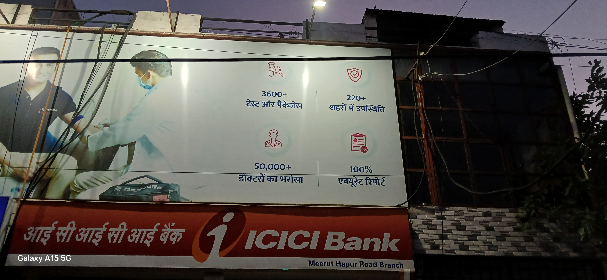 3600+
टेस्ट और पैकेजेस
220+
शहरों में उपस्थिति
50,000+
डॉक्टरों का भरोसा
100%
एक्यूरेट रिपोर्ट
आई सी आई सी आई बैंक
ICICI Bank
Meerut Hapur Road Branch
Galaxy A15 5G